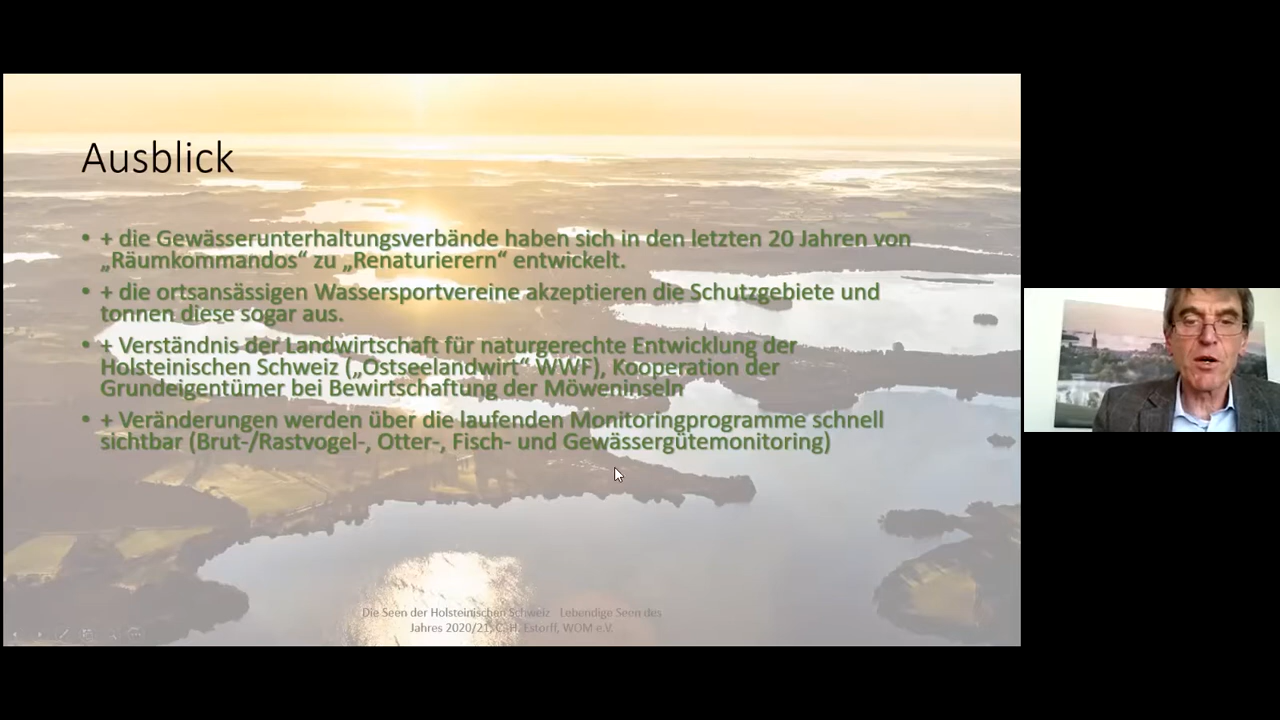 Ausblick
• + die Gewässerunterhaltungsverbände haben sich in den letzten 20 Jahren von
„Räumkommandos“ zu „Renaturierern“ entwickelt.
• + die ortsansässigen Wassersportvereine akzeptieren die Schutzgebiete und
tonnen diese sogar aus.
• + Verständnis der Landwirtschaft für naturgerechte Entwicklung der
Holsteinischen Schweiz („Ostseelandwirt“ WWF), Kooperation der
Grundeigentümer bei Bewirtschaftung der Möweninseln
• + Veränderungen werden über die laufenden Monitoringprogramme schnell
sichtbar (Brut-/Rastvogel-, Otter-, Fisch- und Gewässergütemonitoring)
Die Seen der Holsteinischen Schweiz Lebendige Seen des
Jahres 2020/21, C.-H. Estorff, WOM e.V.